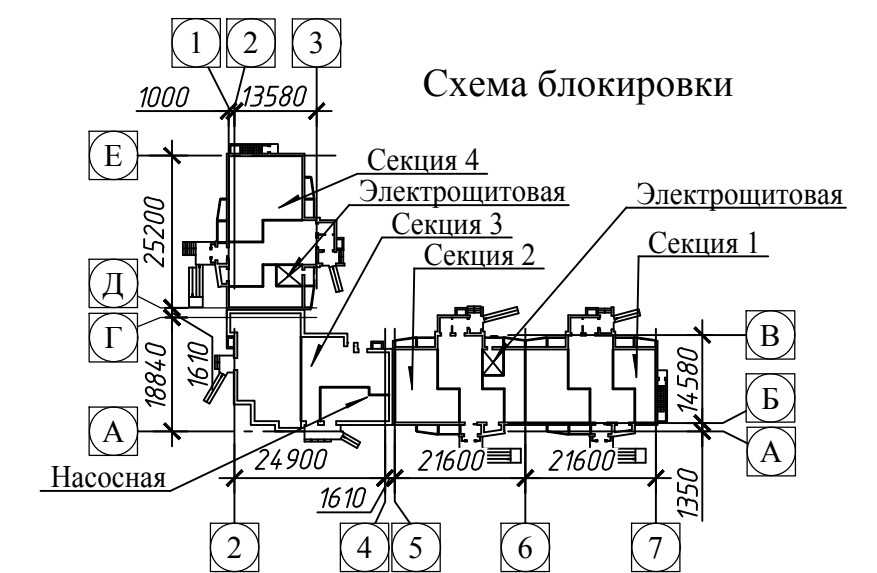 1 2 3
Схема блокировки
1000 13580
Е
Секция 4
Электрощитовая
Электрощитовая
Секция 3
Секция 1
Секция 2
25200
Д
Г
В
1610
18840
14580
Б
А
А
24900
21600
21600
Насосная
1610
1350
2 4 5 6 7